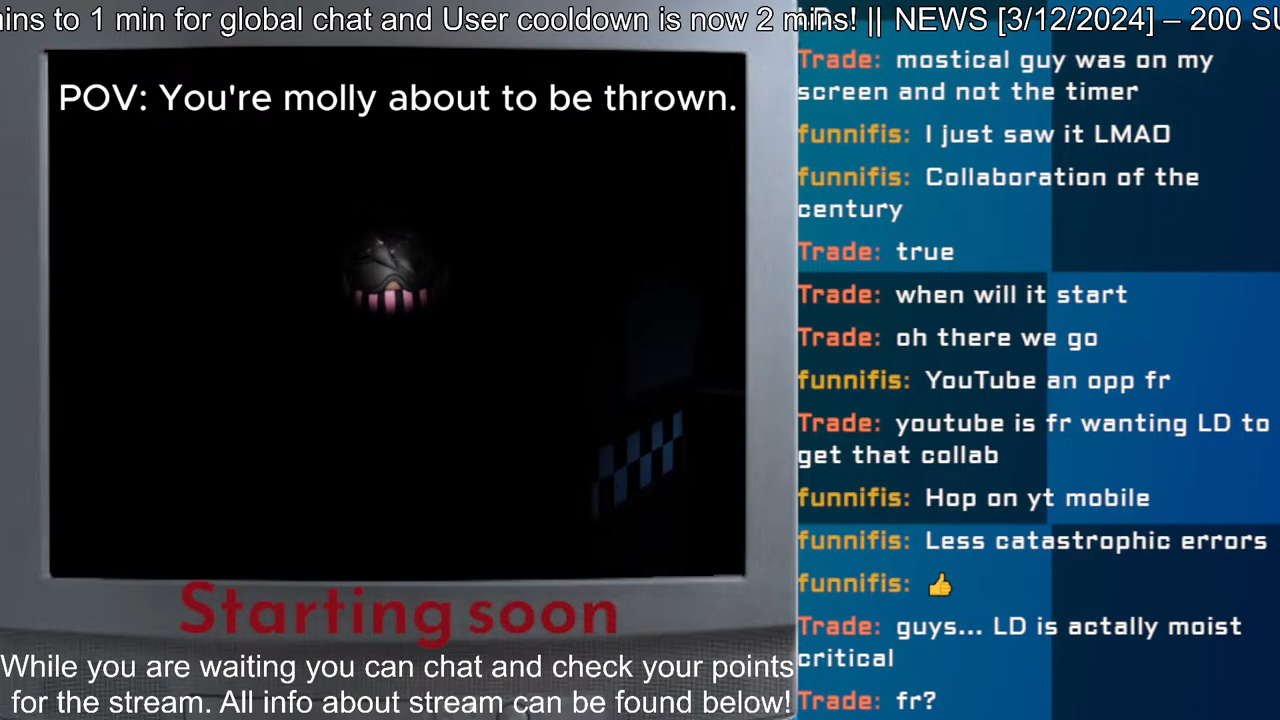 ins to 1 min for global chat and User cooldown is now 2 mins! || NEWS [3/12/2024] – 200 SU
POV: You're molly about to be thrown.
Starting soon
While you are waiting you can chat and check your points
for the stream. All info about stream can be found below!
Trade: mostical guy was on my
screen and not the timer
funnifis: I just saw it LMAO
funnifis: Collaboration of the
century
Trade: true
Trade: when will it start
Trade: oh there we go
funnifis: YouTube an opp fr
Trade: youtube is fr wanting LD to
get that collab
funnifis: Hop on yt mobile
funnifis: Less catastrophic errors
funnifis: 👍
Trade: guys... LD is actally moist
critical
Trade: fr?